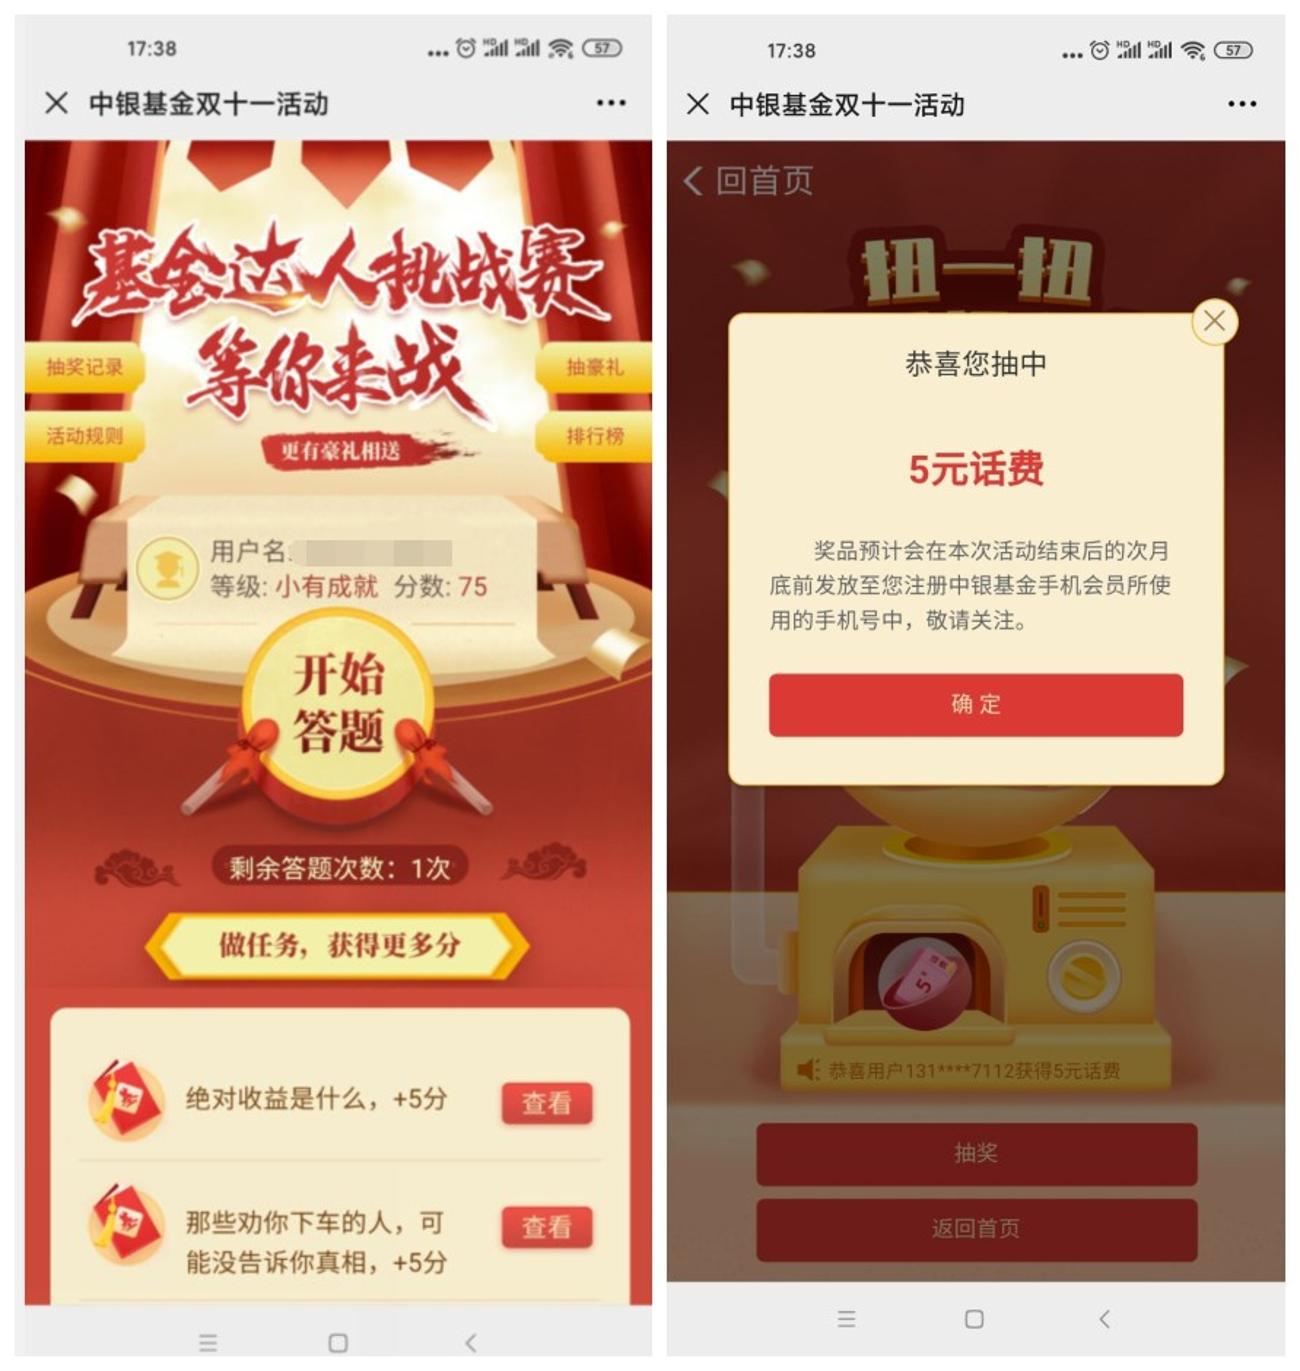 17:38
57
中银基金双十一活动
基金达人挑战赛
等你来战
抽奖记录
抽豪礼
活动规则
排行榜
更有豪礼相送
用户名:
等级: 小有成就 分数: 75
开始
答题
剩余答题次数：1次
做任务，获得更多分
绝对收益是什么，+5分
查看
那些劝你下车的人，可
能没告诉你真相，+5分
查看
17:38
57
中银基金双十一活动
回首页
扭一扭
恭喜您抽中
5元话费
奖品预计会在本次活动结束后的次月
底前发放至您注册中银基金手机会员所使
用的手机号中，敬请关注。
确定
5
恭喜用户131****7112获得5元话费
抽奖
返回首页